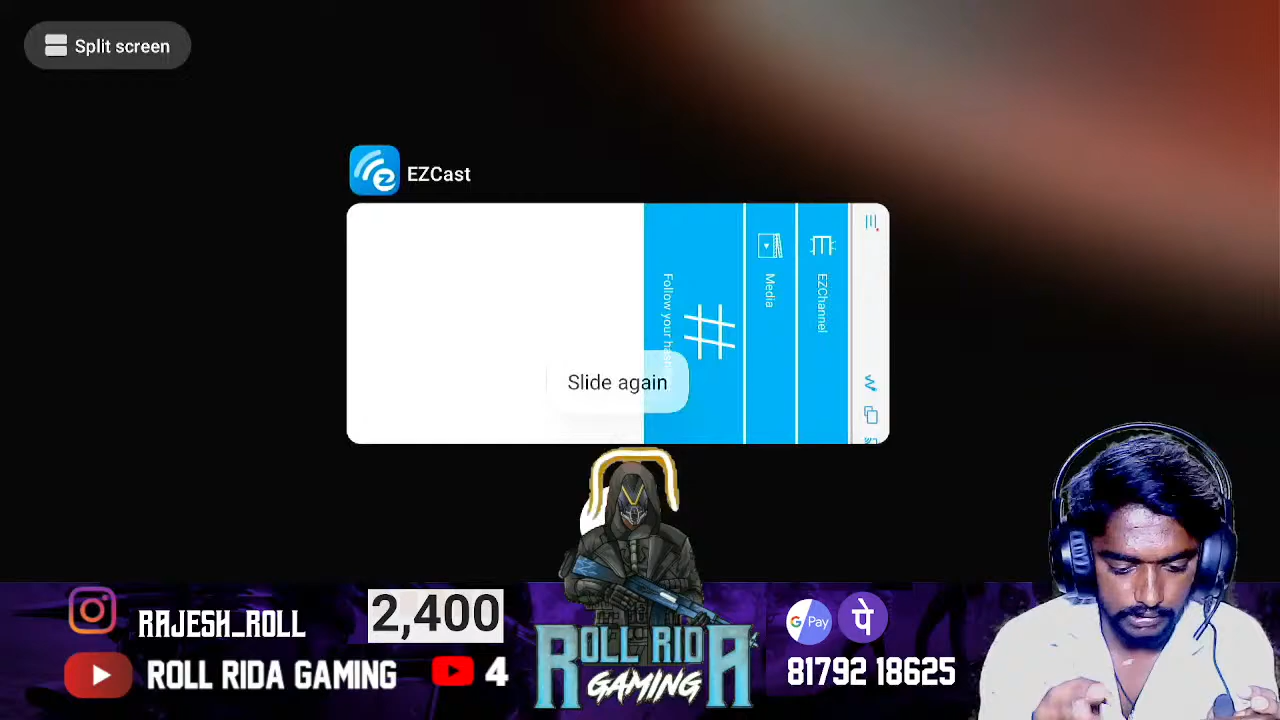 Split screen
EZCast
EZChannel
Media
Follow your
Slide again
RAJESH_ROLL
2,400
ROLL RIDA GAMING
4
ROLL RIDA
GAMING
G Pay
पे
81792 18625